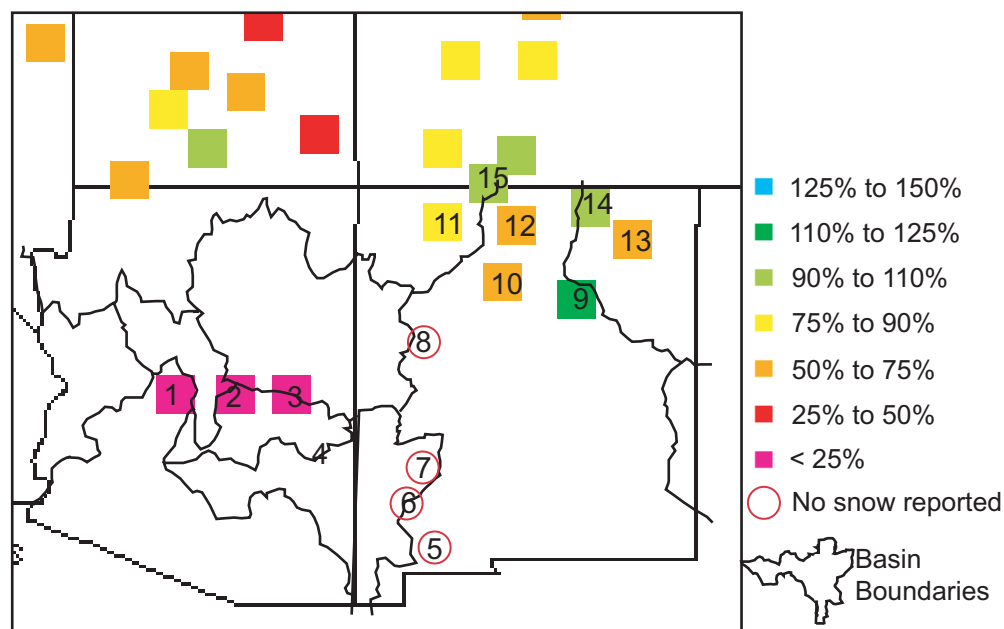 15
14
11
12
13
10
9
8
1
2
3
4
7
6
5
125% to 150%
110% to 125%
90% to 110%
75% to 90%
50% to 75%
25% to 50%
< 25%
No snow reported
Basin
Boundaries